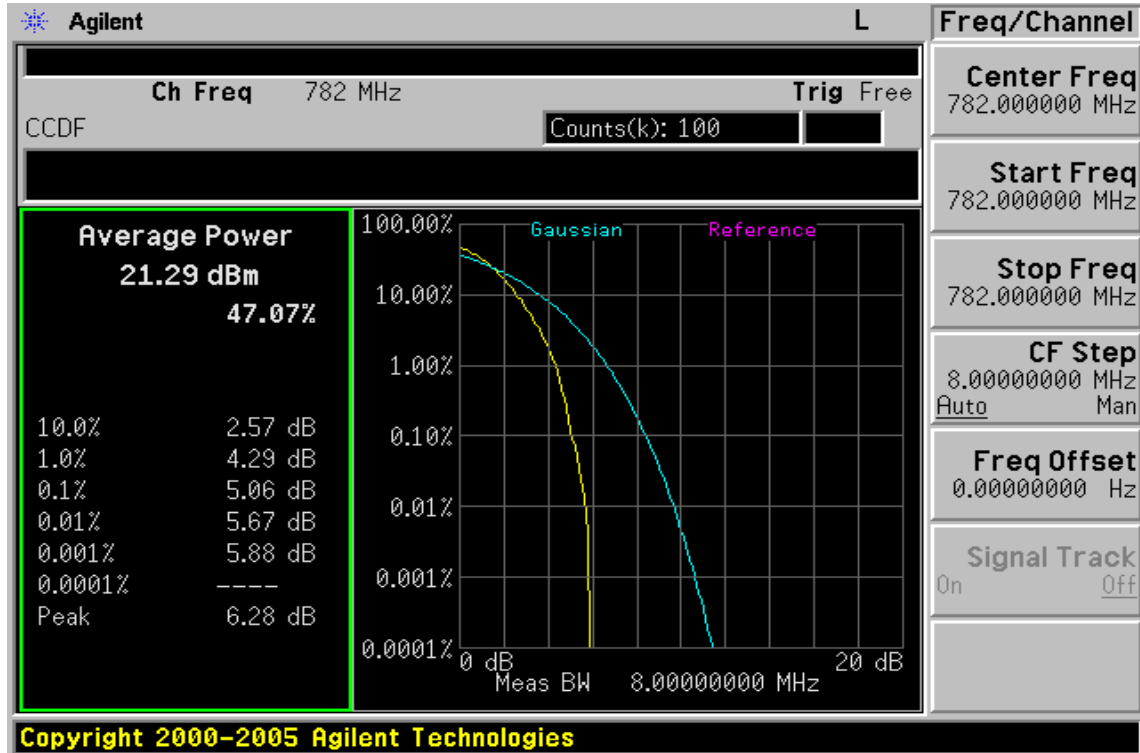 Agilent L
Ch Freq 782 MHz Trig Free
CCDF Counts(k): 100
Average Power
21.29 dBm
47.07%
10.0% 2.57 dB
1.0% 4.29 dB
0.1% 5.06 dB
0.01% 5.67 dB
0.001% 5.88 dB
0.0001% ----
Peak 6.28 dB
Gaussian Reference
100.00%
10.00%
1.00%
0.10%
0.01%
0.001%
0.0001%
0 dB 20 dB
Meas BW 8.00000000 MHz
Freq/Channel
Center Freq
782.000000 MHz
Start Freq
782.000000 MHz
Stop Freq
782.000000 MHz
CF Step
8.00000000 MHz
Auto Man
Freq Offset
0.00000000 Hz
Signal Track
On Off
Copyright 2000-2005 Agilent Technologies